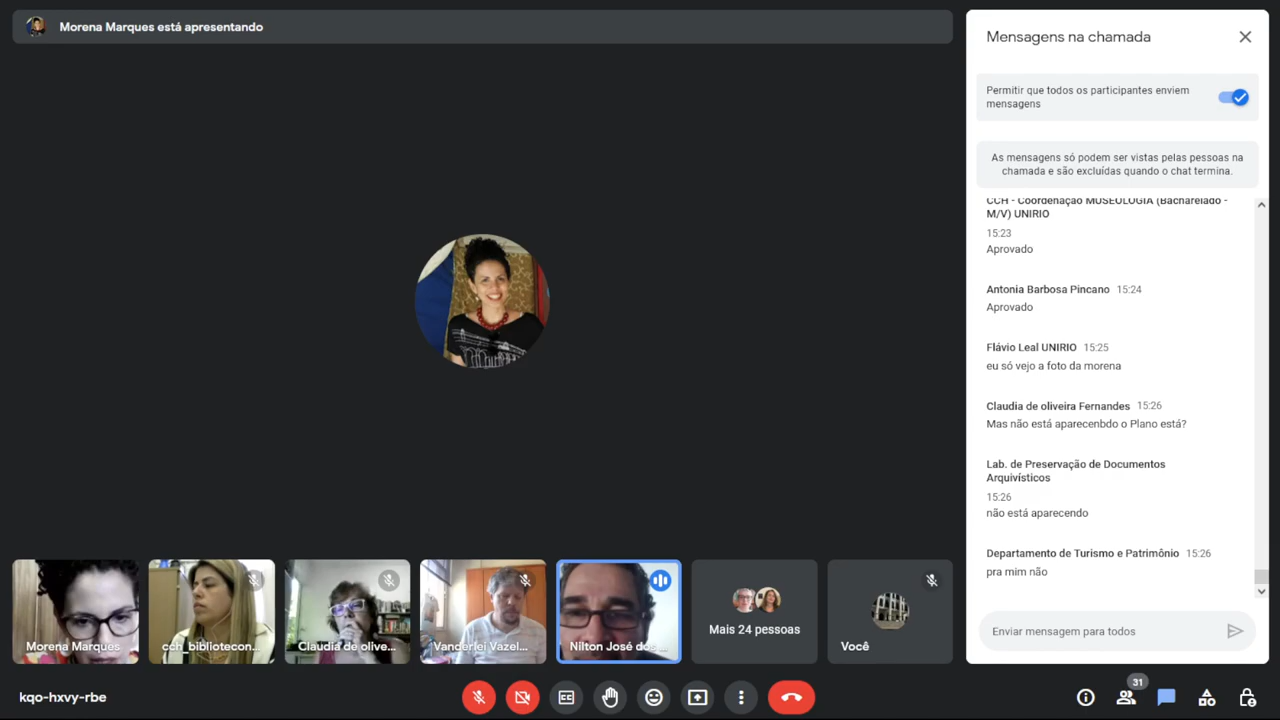 Morena Marques está apresentando
Mensagens na chamada
Permitir que todos os participantes enviem
mensagens
As mensagens só podem ser vistas pelas pessoas na
chamada e são excluídas quando o chat termina.
CCH - Coordenação MUSEOLOGIA (Bacharelado -
M/V) UNIRIO
15:23
Aprovado
Antonia Barbosa Pincano 15:24
Aprovado
Flávio Leal UNIRIO 15:25
eu só vejo a foto da morena
Claudia de oliveira Fernandes 15:26
Mas não está aparecenbdo o Plano está?
Lab. de Preservação de Documentos
Arquivísticos
15:26
não está aparecendo
Departamento de Turismo e Patrimônio 15:26
pra mim não
Enviar mensagem para todos
Morena Marques
cch_bibliotecon...
Claudia de olive...
Vanderlei Vazel...
Nilton José dos ...
Mais 24 pessoas
Você
kqo-hxvy-rbe
31